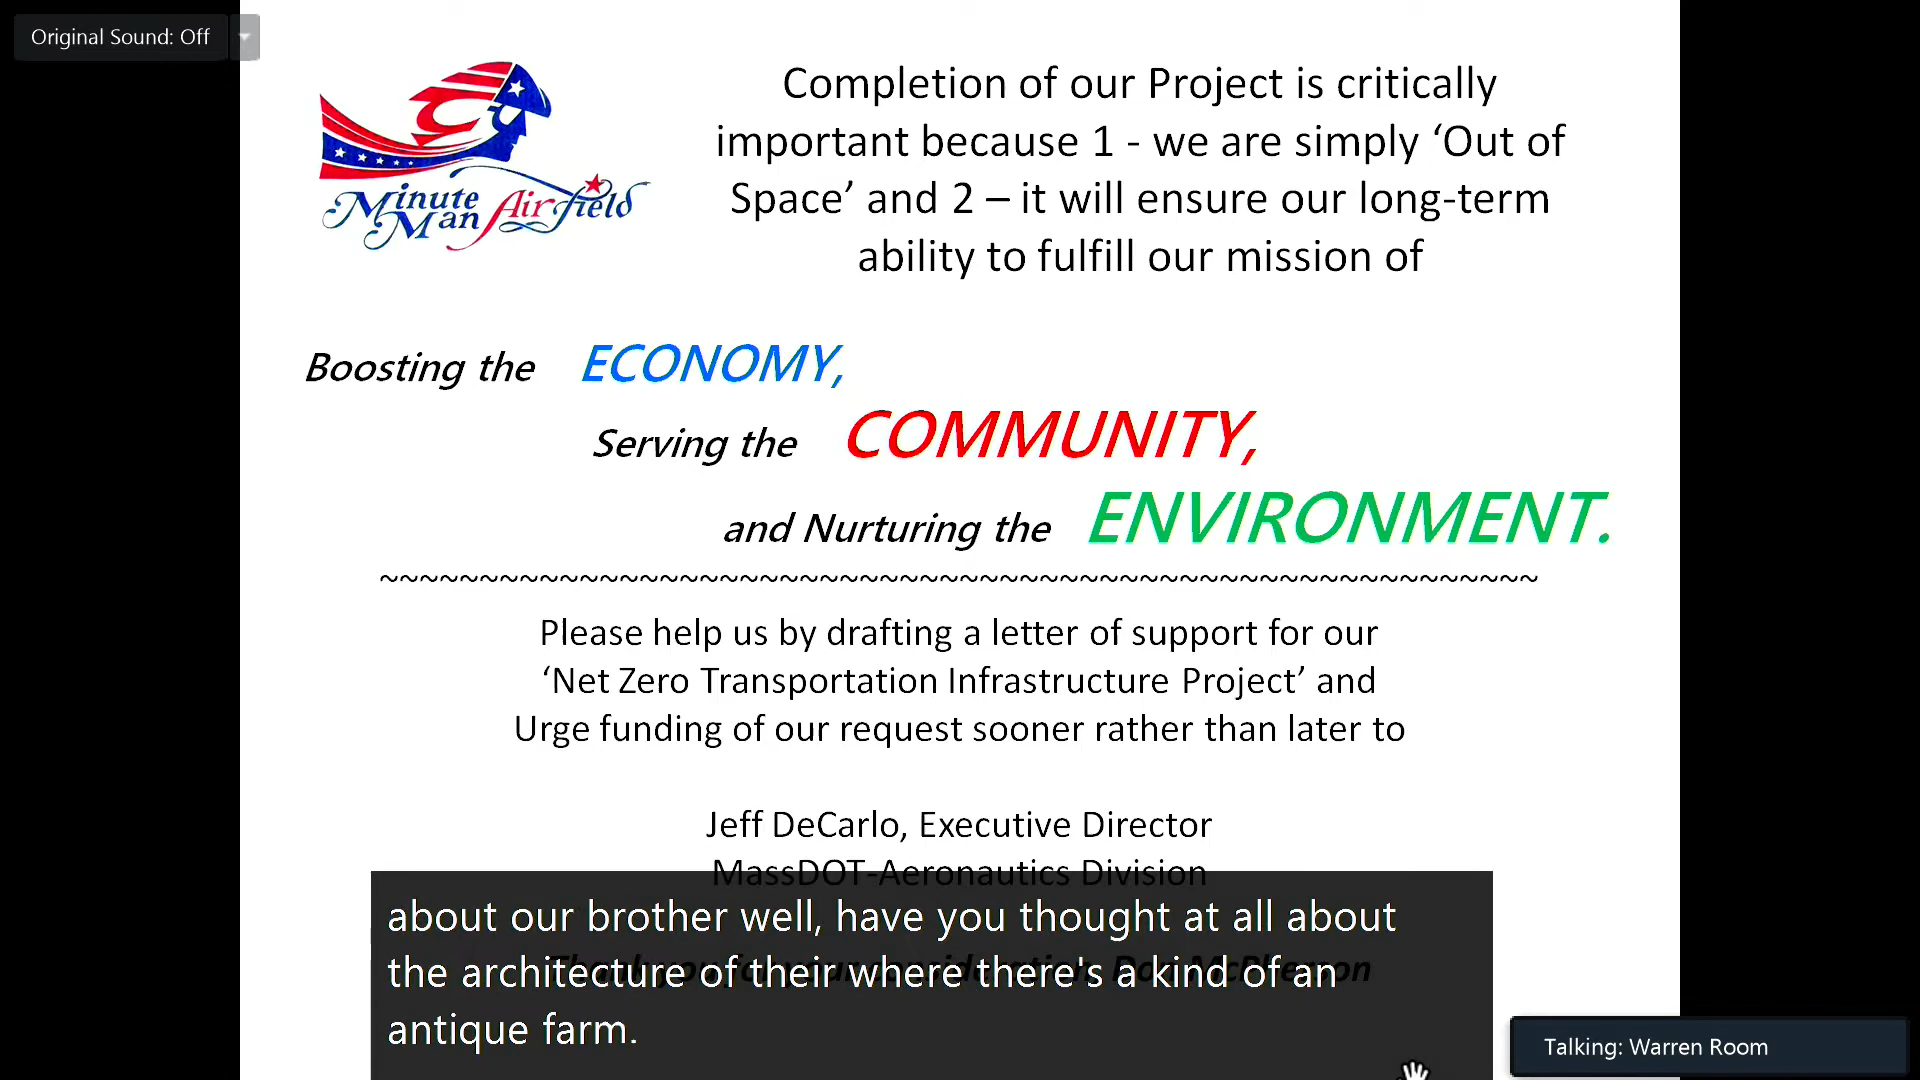 Original Sound: Off
Minute
Man Airfield
Completion of our Project is critically
important because 1 - we are simply ‘Out of
Space’ and 2 – it will ensure our long-term
ability to fulfill our mission of
Boosting the ECONOMY,
Serving the COMMUNITY,
and Nurturing the ENVIRONMENT.
~~~~~~~~~~~~~~~~~~~~~~~~~~~~~~~~~~~~~~~~~~~~~~~~~~~~~~~~~~
Please help us by drafting a letter of support for our
‘Net Zero Transportation Infrastructure Project’ and
Urge funding of our request sooner rather than later to
Jeff DeCarlo, Executive Director
MassDOT-Aeronautics Division
about our brother well, have you thought at all about
the architecture of their where there's a kind of an
antique farm.
Talking: Warren Room